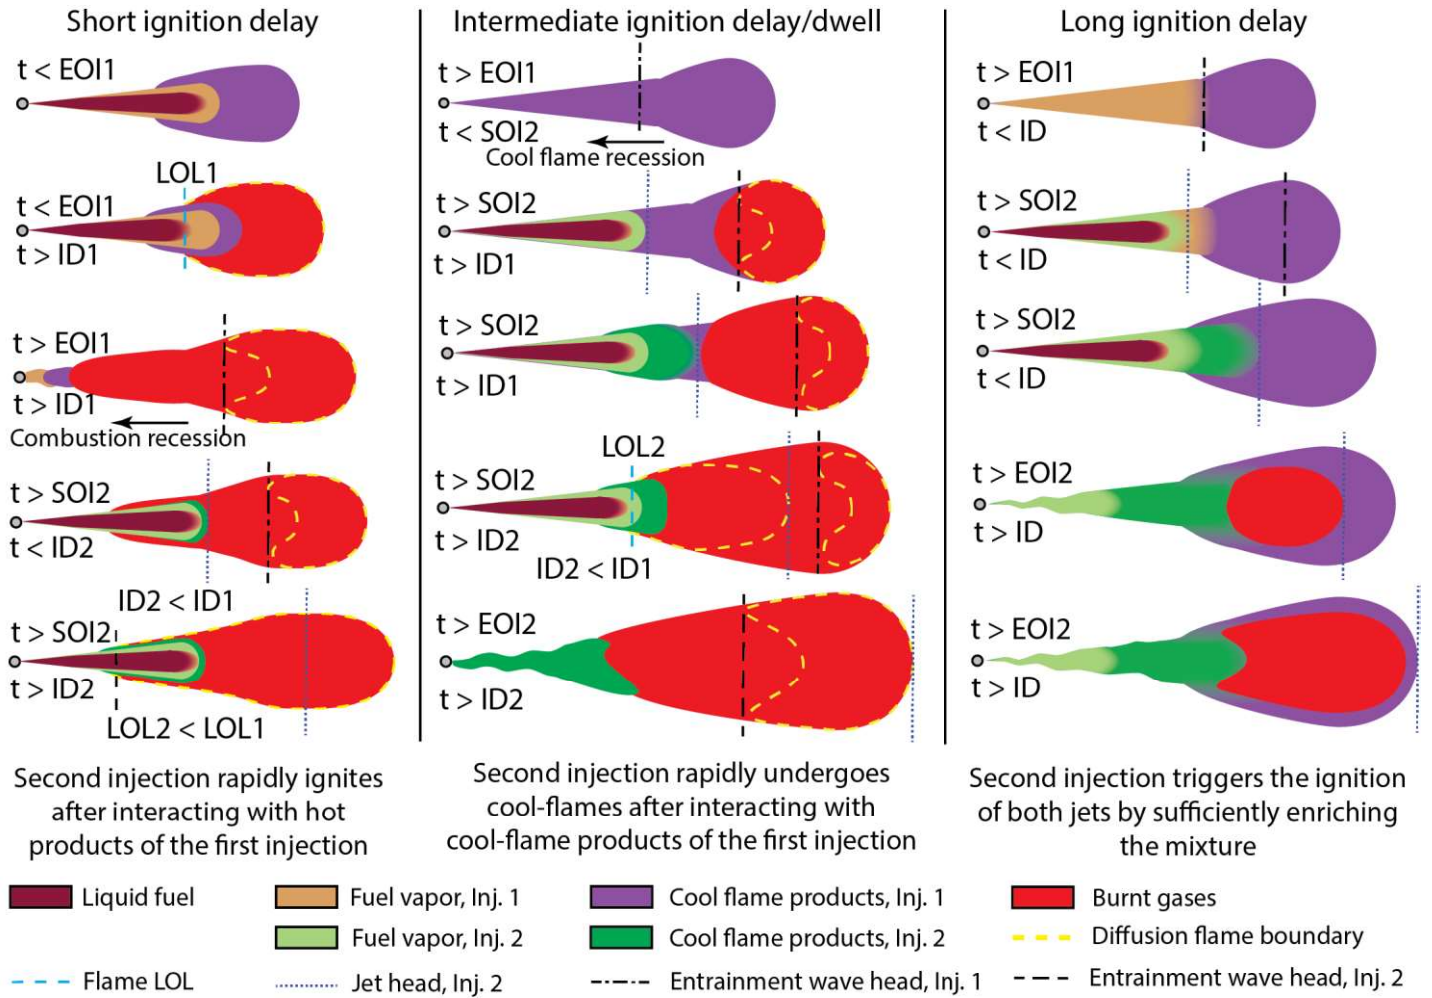 Short ignition delay
t < EOI1
LOL1
t < EOI1
t > ID1
t > EOI1
t > ID1
Combustion recession
t > SOI2
t < ID2
ID2 < ID1
t > SOI2
t > ID2
LOL2 < LOL1
Second injection rapidly ignites
after interacting with hot
products of the first injection
Intermediate ignition delay/dwell
t > EOI1
t < SOI2
Cool flame recession
t > SOI2
t > ID1
t > SOI2
t > ID1
LOL2
t > SOI2
t > ID2
ID2 < ID1
t > EOI2
t > ID2
Second injection rapidly undergoes
cool-flames after interacting with
cool-flame products of the first injection
Long ignition delay
t > EOI1
t < ID
t > SOI2
t < ID
t > SOI2
t < ID
t > EOI2
t > ID
t > EOI2
t > ID
Second injection triggers the ignition
of both jets by sufficiently enriching
the mixture
Liquid fuel
Fuel vapor, Inj. 1
Cool flame products, Inj. 1
Burnt gases
Fuel vapor, Inj. 2
Cool flame products, Inj. 2
Diffusion flame boundary
Flame LOL
Jet head, Inj. 2
Entrainment wave head, Inj. 1
Entrainment wave head, Inj. 2